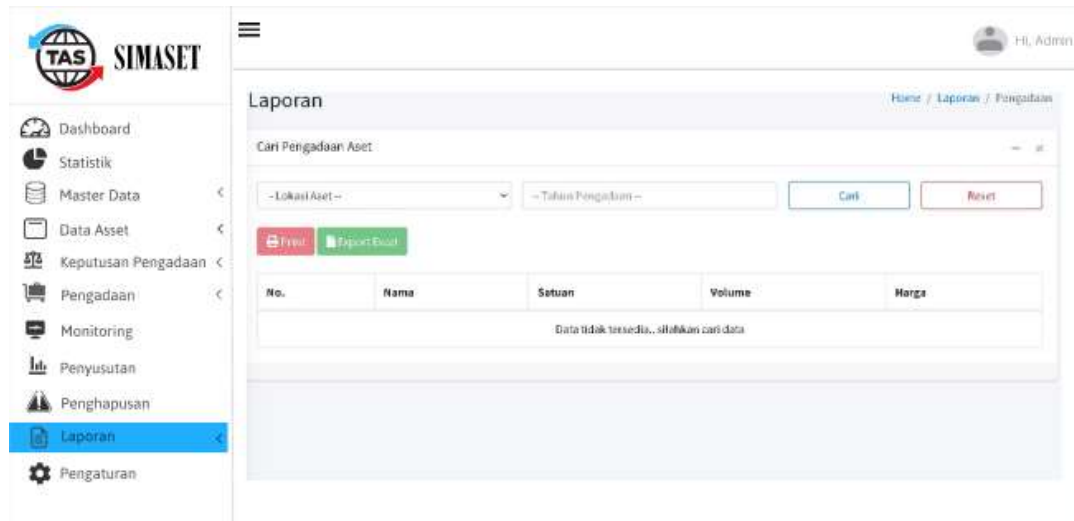 TAS SIMASET
Hi, Admin
Dashboard
Statistik
Master Data
Data Asset
Keputusan Pengadaan
Pengadaan
Monitoring
Penyusutan
Penghapusan
Laporan
Pengaturan
Laporan
Home / Laporan / Pengadaan
Cari Pengadaan Aset
--Lokasi Aset--
--Tahun Pengadaan--
Cari
Reset
Print
Export Excel
No. Nama Satuan Volume Harga
Data tidak tersedia.. silahkan cari data